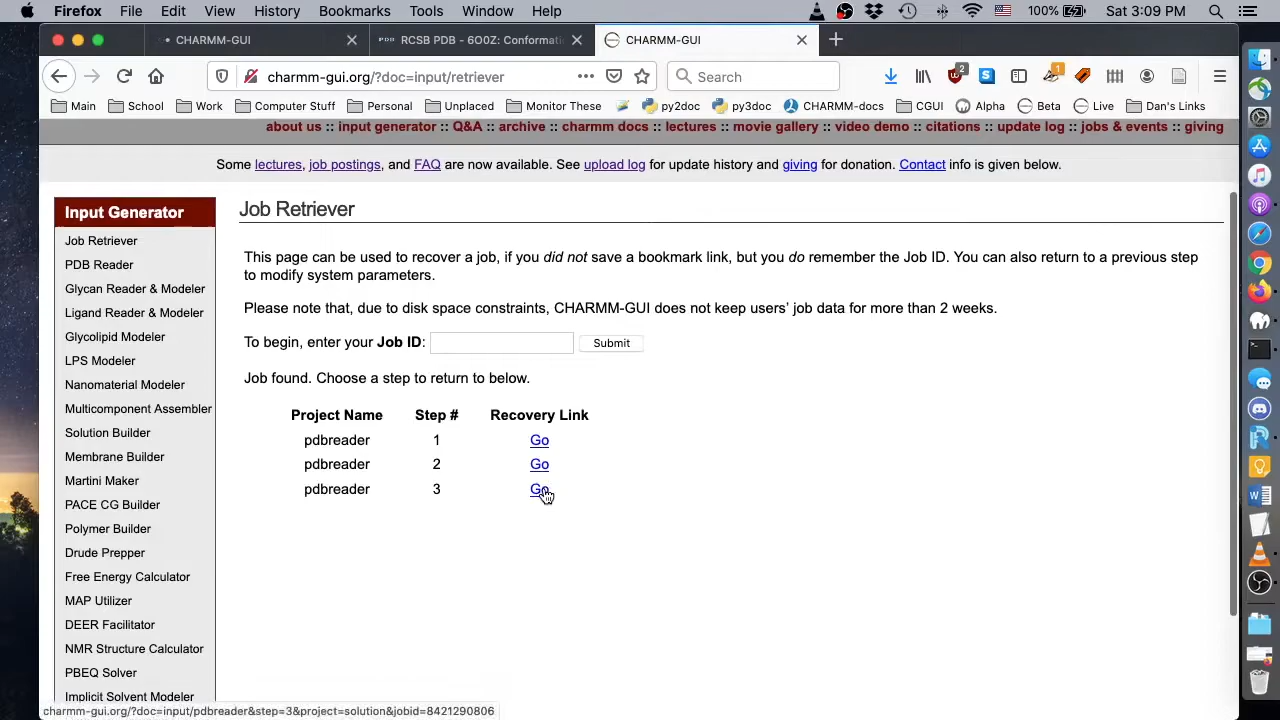 Firefox File Edit View History Bookmarks Tools Window Help 100% Sat 3:09 PM
CHARMM-GUI RCSB PDB - 6O0Z: Conformati CHARMM-GUI
charmm-gui.org/?doc=input/retriever Search 2 1
Main School Work Computer Stuff Personal Unplaced Monitor These py2doc py3doc CHARMM-docs CGUI Alpha Beta Live Dan's Links
about us :: input generator :: Q&A :: archive :: charmm docs :: lectures :: movie gallery :: video demo :: citations :: update log :: jobs & events :: giving
Some lectures, job postings, and FAQ are now available. See upload log for update history and giving for donation. Contact info is given below.
Input Generator
Job Retriever
PDB Reader
Glycan Reader & Modeler
Ligand Reader & Modeler
Glycolipid Modeler
LPS Modeler
Nanomaterial Modeler
Multicomponent Assembler
Solution Builder
Membrane Builder
Martini Maker
PACE CG Builder
Polymer Builder
Drude Prepper
Free Energy Calculator
MAP Utilizer
DEER Facilitator
NMR Structure Calculator
PBEQ Solver
Implicit Solvent Modeler
Job Retriever
This page can be used to recover a job, if you did not save a bookmark link, but you do remember the Job ID. You can also return to a previous step
to modify system parameters.
Please note that, due to disk space constraints, CHARMM-GUI does not keep users' job data for more than 2 weeks.
To begin, enter your Job ID: Submit
Job found. Choose a step to return to below.
Project Name Step # Recovery Link
pdbreader 1 Go
pdbreader 2 Go
pdbreader 3 Go
charmm-gui.org/?doc=input/pdbreader&step=3&project=solution&jobid=8421290806